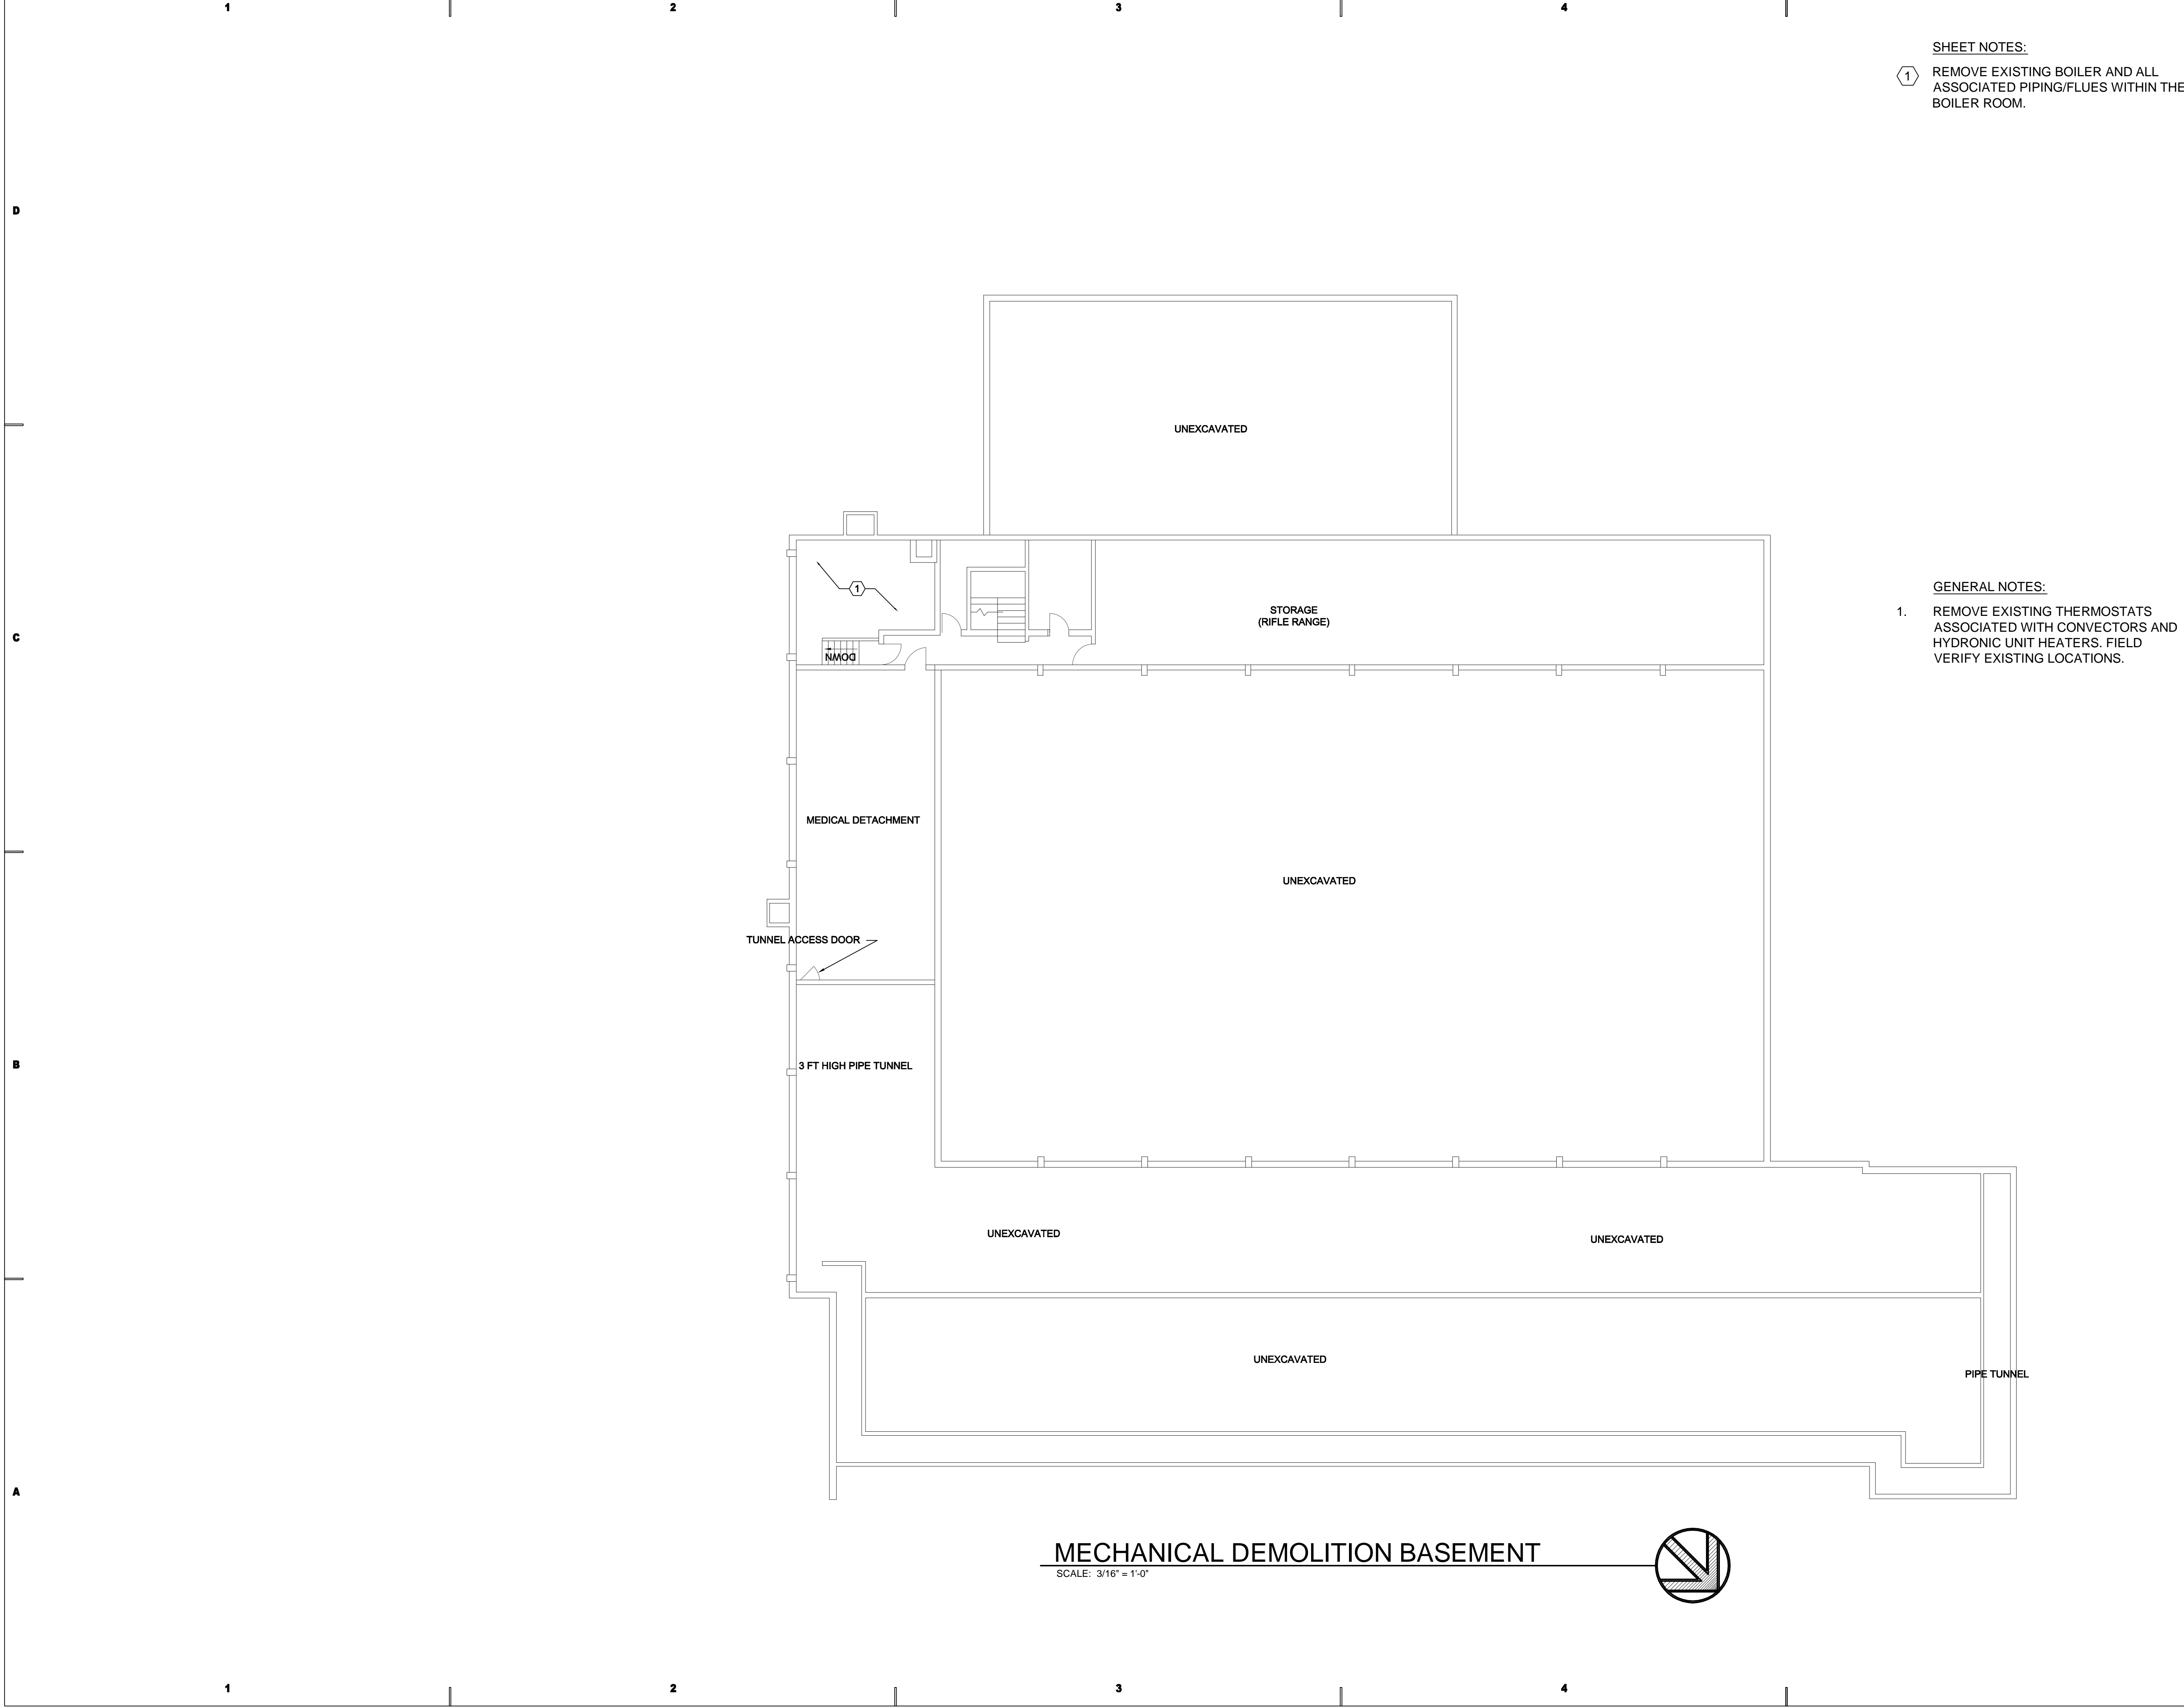 1 2 3 4
SHEET NOTES:
1 REMOVE EXISTING BOILER AND ALL
ASSOCIATED PIPING/FLUES WITHIN THE
BOILER ROOM.
D
UNEXCAVATED
1
STORAGE
(RIFLE RANGE)
GENERAL NOTES:
1. REMOVE EXISTING THERMOSTATS
ASSOCIATED WITH CONVECTORS AND
HYDRONIC UNIT HEATERS. FIELD
VERIFY EXISTING LOCATIONS.
C
DOWN
MEDICAL DETACHMENT
UNEXCAVATED
TUNNEL ACCESS DOOR
B
3 FT HIGH PIPE TUNNEL
UNEXCAVATED
UNEXCAVATED
UNEXCAVATED
PIPE TUNNEL
A
MECHANICAL DEMOLITION BASEMENT
SCALE: 3/16" = 1'-0"
1 2 3 4